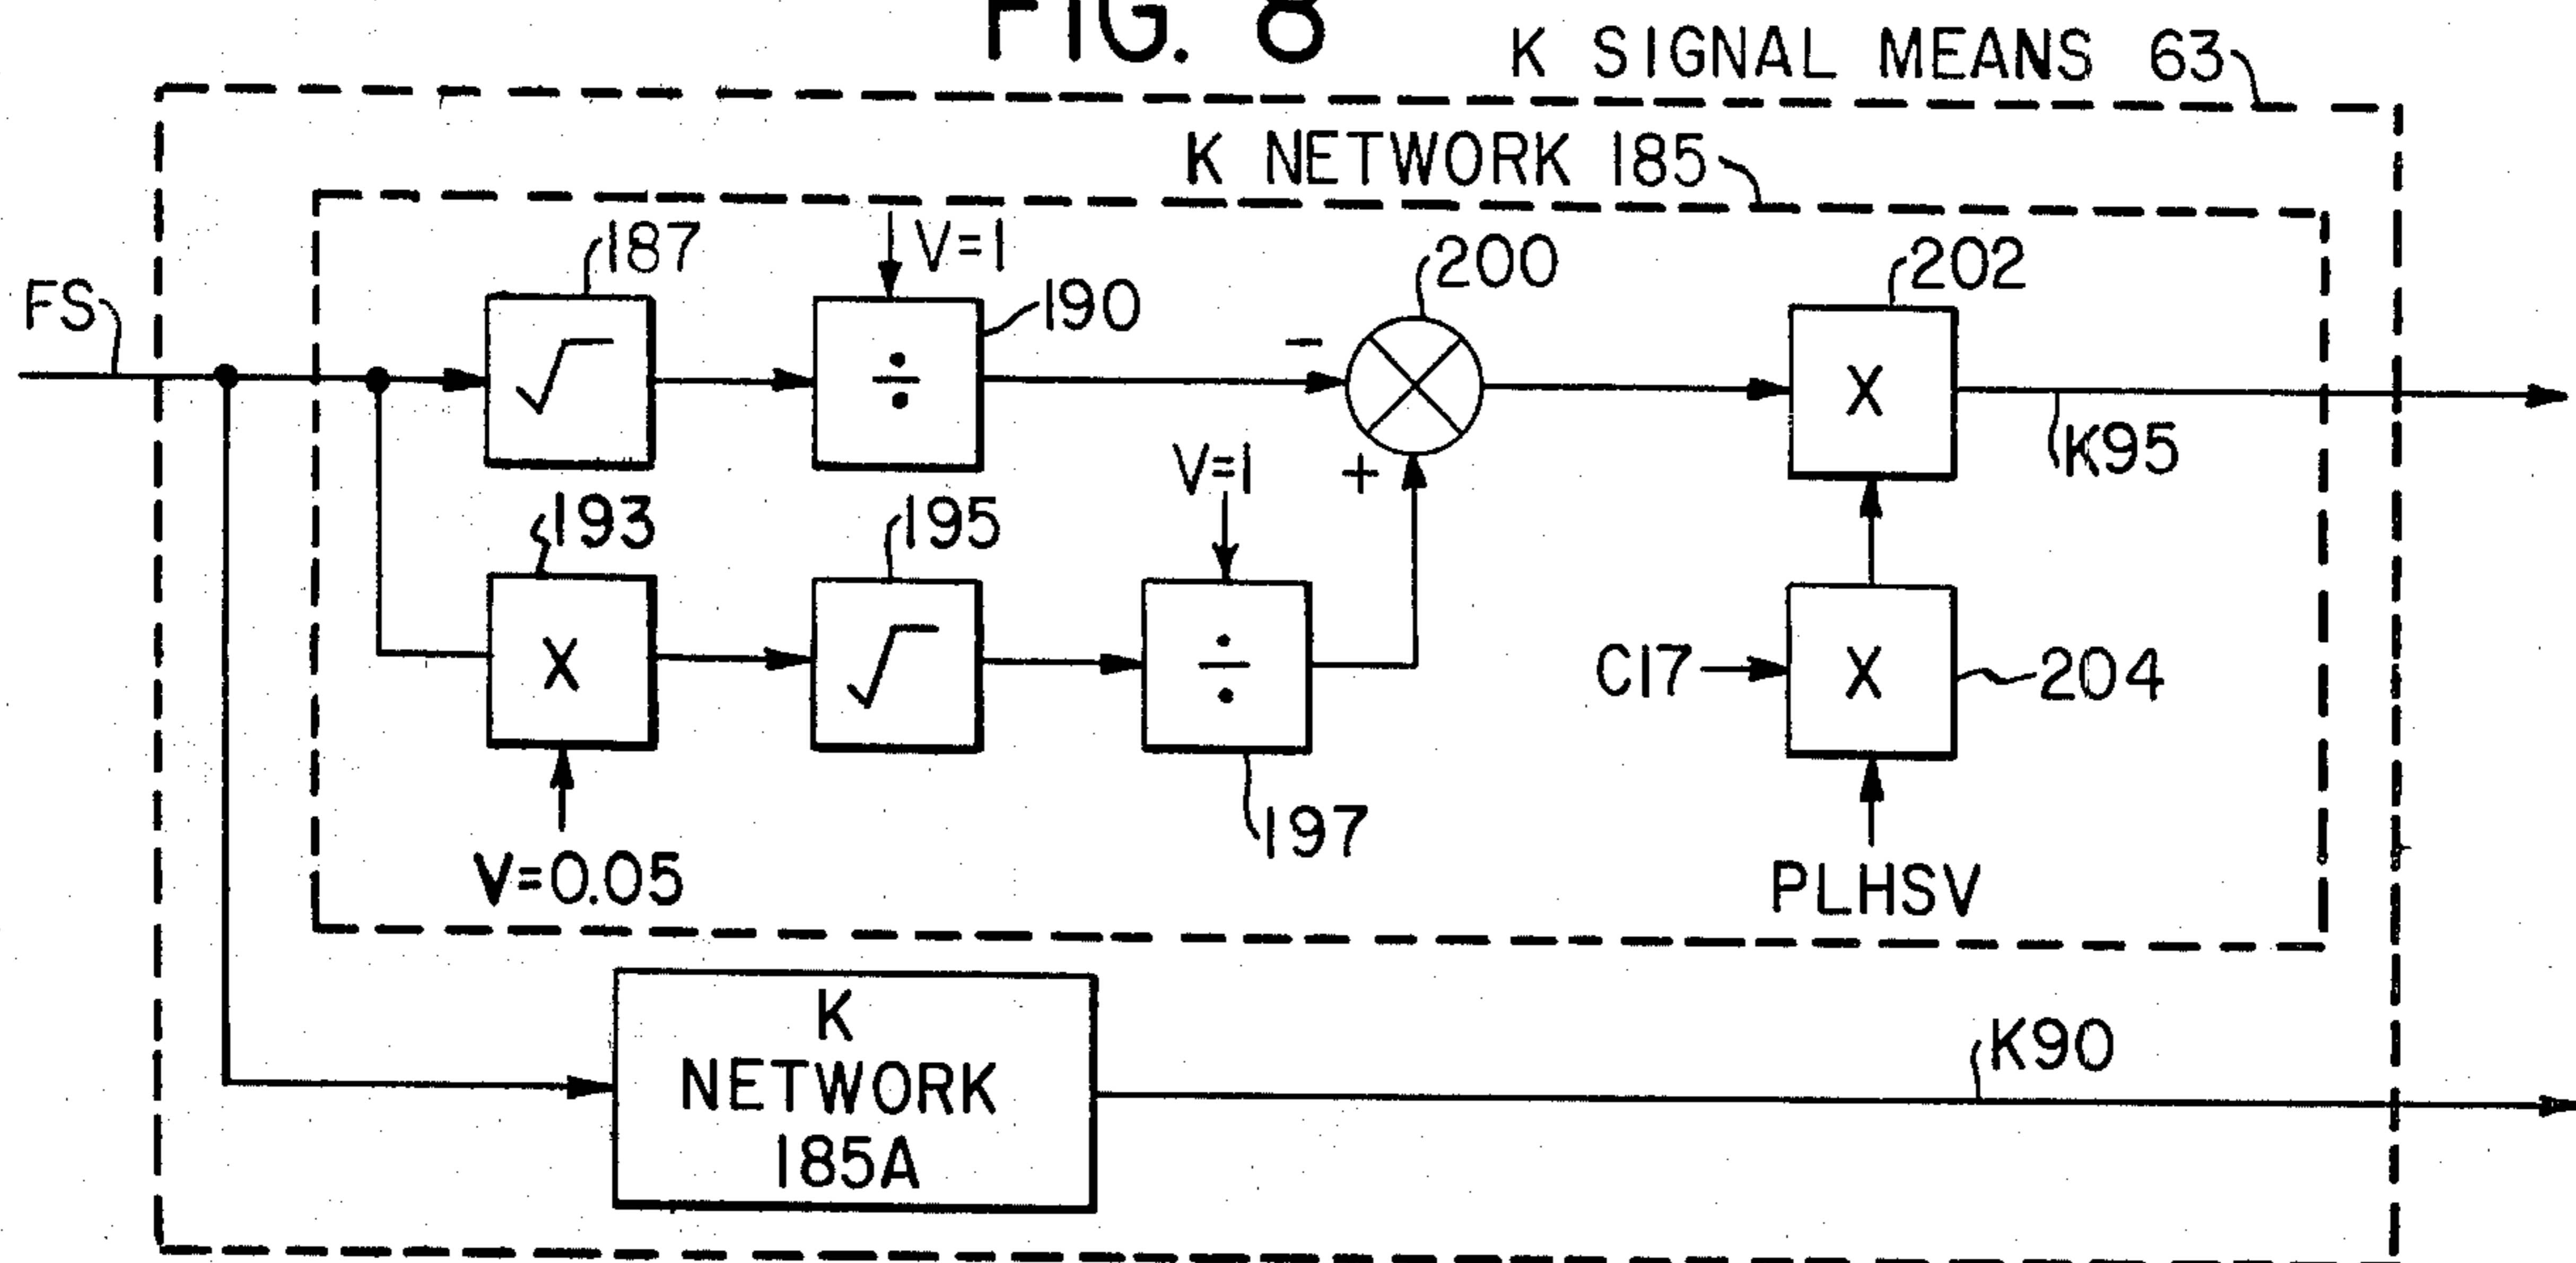 FIG. 8
K SIGNAL MEANS 63
K NETWORK 185
FS
187
V=1
190
÷
200
202
√
−
X
K95
+
V=1
193
195
197
X
√
÷
C17
X
204
V=0.05
PLHSV
K
NETWORK
185A
K90